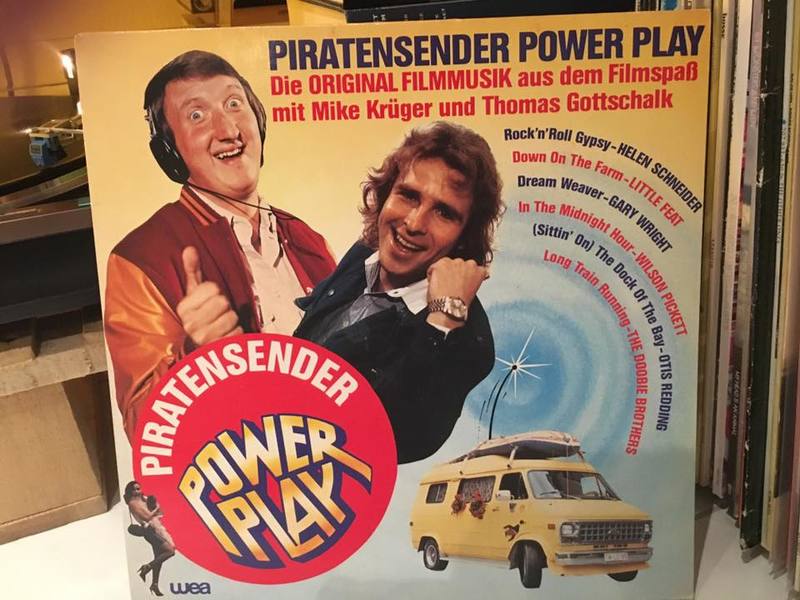 PIRATENSENDER POWER PLAY
Die ORIGINAL FILMMUSIK aus dem Filmspaß
mit Mike Krüger und Thomas Gottschalk
Rock'n'Roll Gypsy-HELEN SCHNEIDER
Down On The Farm-LITTLE FEAT
Dream Weaver-GARY WRIGHT
In The Midnight Hour-WILSON PICKETT
(Sittin' On) The Dock Of The Bay-OTIS REDDING
Long Train Running-THE DOOBIE BROTHERS
PIRATENSENDER
POWER
PLAY
wea